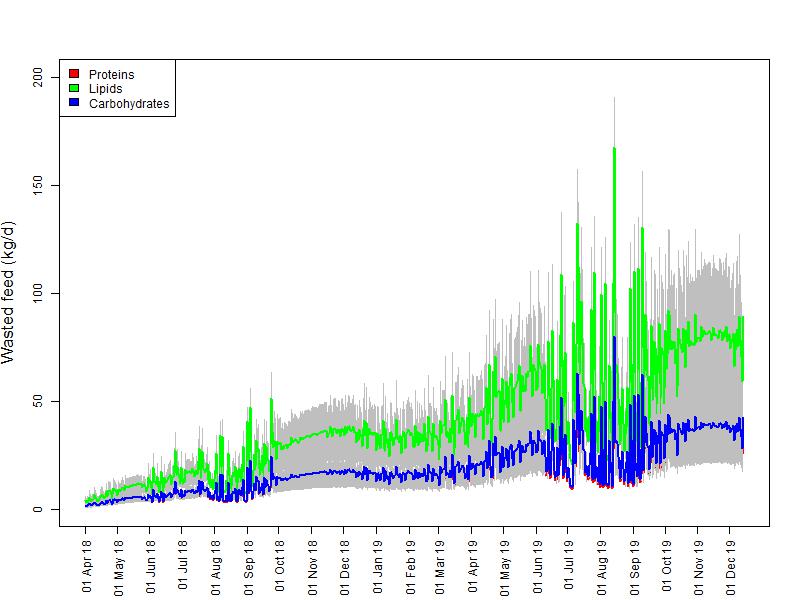 Proteins
Lipids
Carbohydrates
Wasted feed (kg/d)
200
150
100
50
0
01 Apr 18
01 May 18
01 Jun 18
01 Jul 18
01 Aug 18
01 Sep 18
01 Oct 18
01 Nov 18
01 Dec 18
01 Jan 19
01 Feb 19
01 Mar 19
01 Apr 19
01 May 19
01 Jun 19
01 Jul 19
01 Aug 19
01 Sep 19
01 Oct 19
01 Nov 19
01 Dec 19